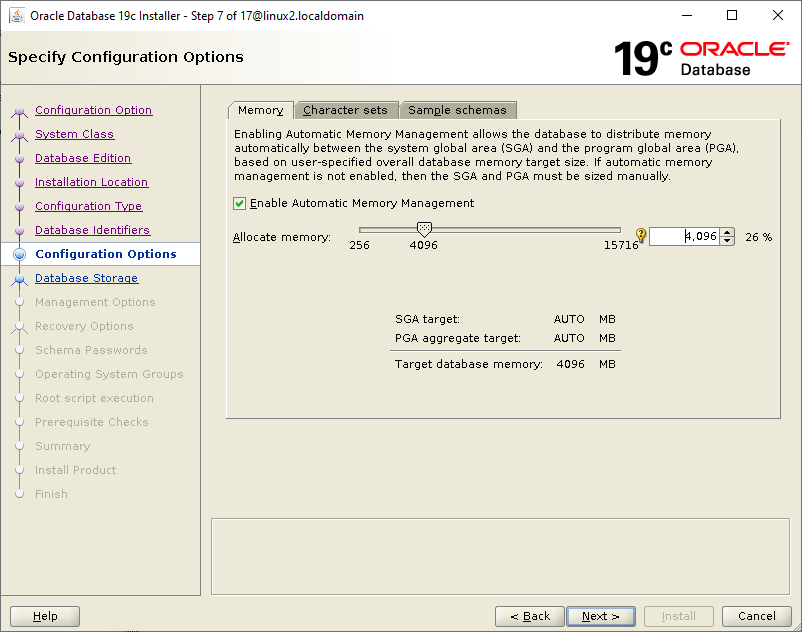 Oracle Database 19c Installer - Step 7 of 17@linux2.localdomain
Specify Configuration Options
19c ORACLE
Database
Configuration Option
System Class
Database Edition
Installation Location
Configuration Type
Database Identifiers
Configuration Options
Database Storage
Management Options
Recovery Options
Schema Passwords
Operating System Groups
Root script execution
Prerequisite Checks
Summary
Install Product
Finish
Memory Character sets Sample schemas
Enabling Automatic Memory Management allows the database to distribute memory
automatically between the system global area (SGA) and the program global area (PGA),
based on user-specified overall database memory target size. If automatic memory
management is not enabled, then the SGA and PGA must be sized manually.
Enable Automatic Memory Management
Allocate memory: 4,096 26 %
256 4096 15716
SGA target: AUTO MB
PGA aggregate target: AUTO MB
Target database memory: 4096 MB
Help < Back Next > Install Cancel